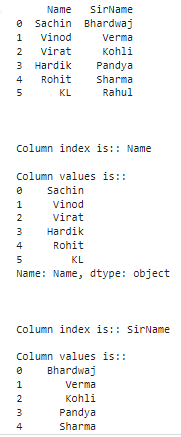 Name   SirName
0  Sachin  Bhardwaj
1   Vinod     Verma
2   Virat     Kohli
3  Hardik    Pandya
4   Rohit    Sharma
5      KL     Rahul
Column index is:: Name
Column values is::
0    Sachin
1     Vinod
2     Virat
3    Hardik
4     Rohit
5        KL
Name: Name, dtype: object
Column index is:: SirName
Column values is::
0    Bhardwaj
1       Verma
2       Kohli
3      Pandya
4      Sharma